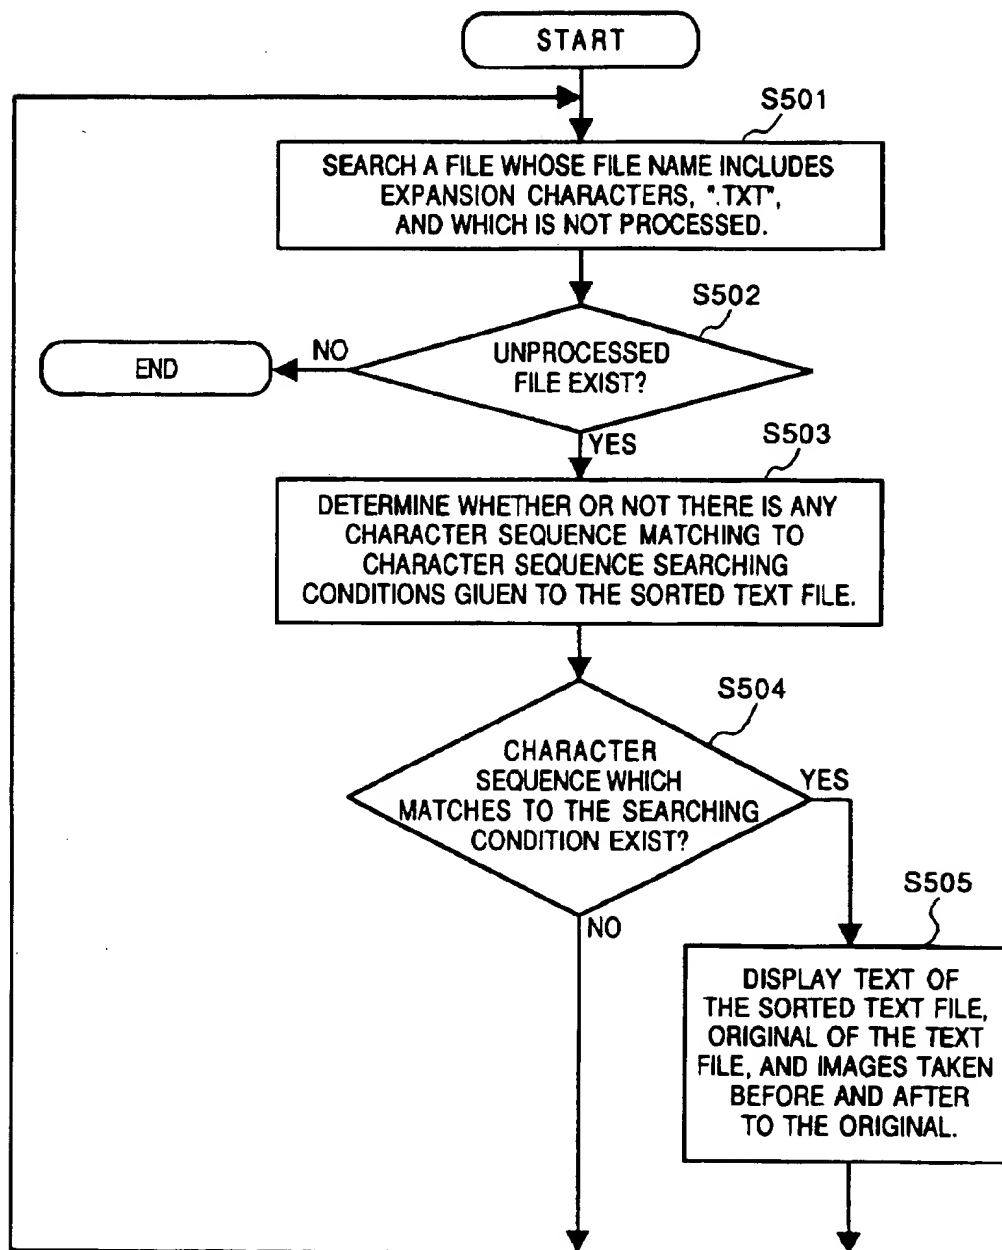 START
S501
SEARCH A FILE WHOSE FILE NAME INCLUDES
EXPANSION CHARACTERS, ".TXT",
AND WHICH IS NOT PROCESSED.
S502
UNPROCESSED
FILE EXIST?
NO
END
YES
S503
DETERMINE WHETHER OR NOT THERE IS ANY
CHARACTER SEQUENCE MATCHING TO
CHARACTER SEQUENCE SEARCHING
CONDITIONS GIUEN TO THE SORTED TEXT FILE.
S504
CHARACTER
SEQUENCE WHICH
MATCHES TO THE SEARCHING
CONDITION EXIST?
YES
NO
S505
DISPLAY TEXT OF
THE SORTED TEXT FILE,
ORIGINAL OF THE TEXT
FILE, AND IMAGES TAKEN
BEFORE AND AFTER
TO THE ORIGINAL.